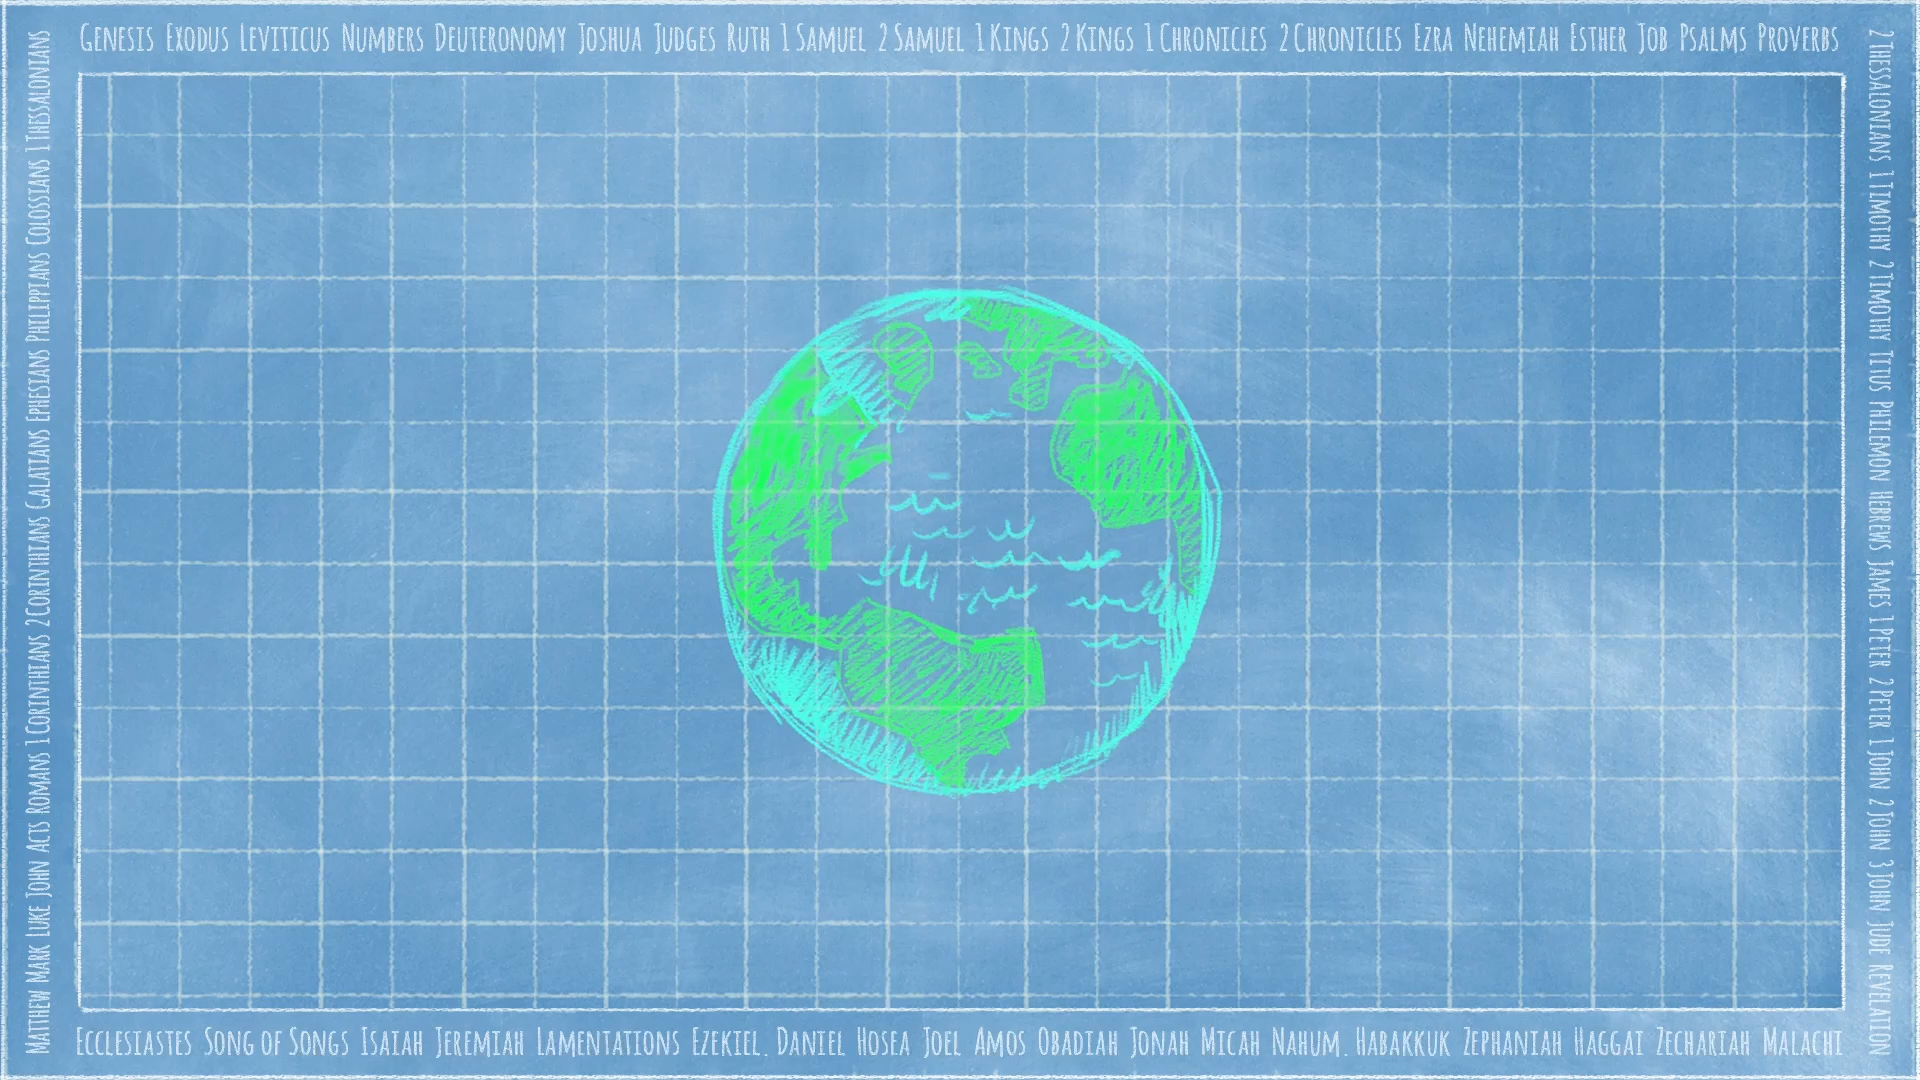 Genesis Exodus Leviticus Numbers Deuteronomy Joshua Judges Ruth 1 Samuel 2 Samuel 1 Kings 2 Kings 1 Chronicles 2 Chronicles Ezra Nehemiah Esther Job Psalms Proverbs
Matthew Mark Luke John Acts Romans 1 Corinthians 2 Corinthians Galatians Ephesians Philippians Colossians 1 Thessalonians
2 Thessalonians 1 Timothy 2 Timothy Titus Philemon Hebrews James 1 Peter 2 Peter 1 John 2 John 3 John Jude Revelation
Ecclesiastes Song of Songs Isaiah Jeremiah Lamentations Ezekiel. Daniel Hosea Joel Amos Obadiah Jonah Micah Nahum. Habakkuk Zephaniah Haggai Zechariah Malachi